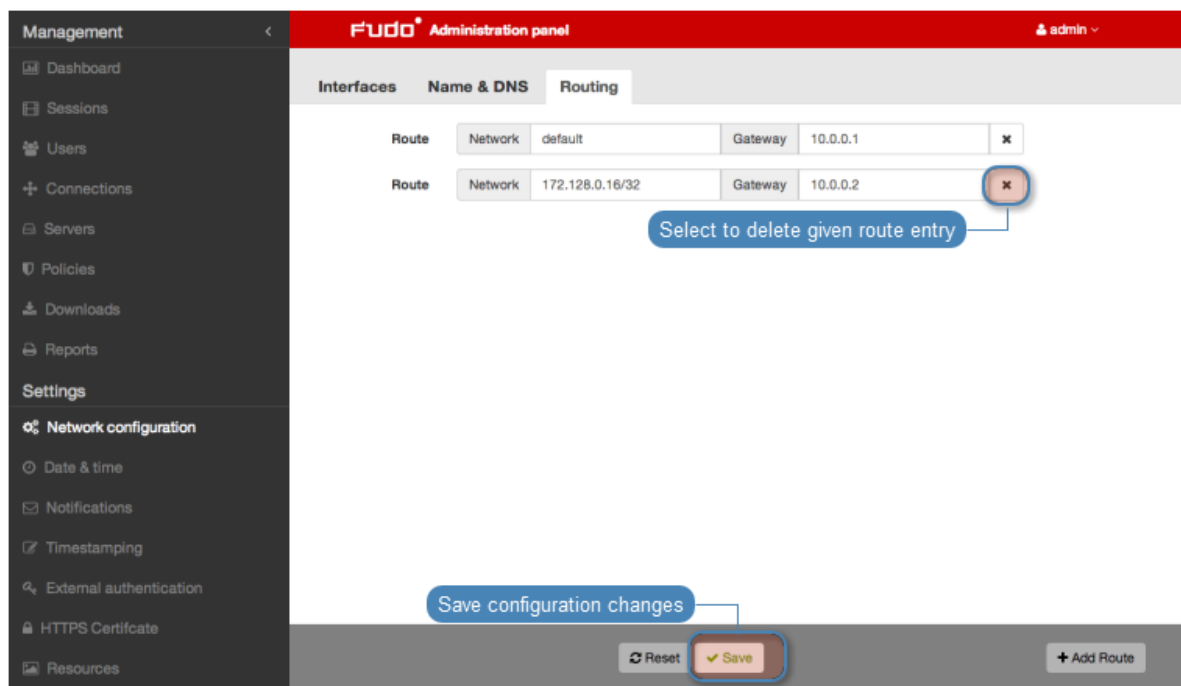 Management
Fudo Administration panel
admin
Dashboard
Sessions
Users
Connections
Servers
Policies
Downloads
Reports
Settings
Network configuration
Date & time
Notifications
Timestamping
External authentication
HTTPS Certifcate
Resources
Interfaces Name & DNS Routing
Route Network default Gateway 10.0.0.1
Route Network 172.128.0.16/32 Gateway 10.0.0.2
Select to delete given route entry
Save configuration changes
Reset Save + Add Route